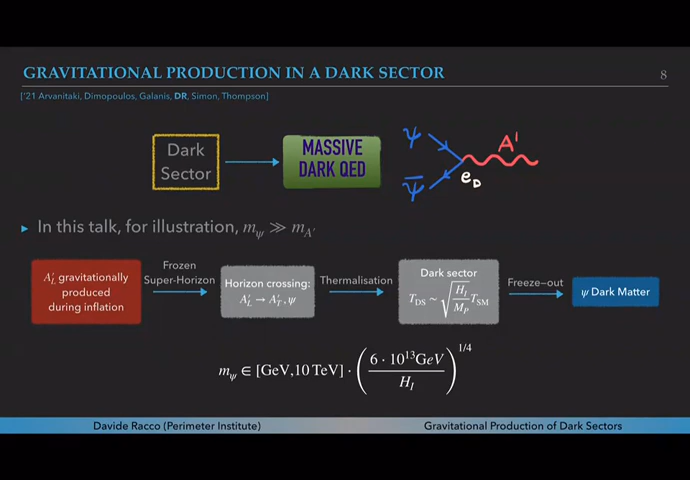 GRAVITATIONAL PRODUCTION IN A DARK SECTOR
8
['21 Arvanitaki, Dimopoulos, Galanis, DR, Simon, Thompson]
Dark
Sector
MASSIVE
DARK QED
ψ
ψ̅
e_D
A'
▸ In this talk, for illustration, m_ψ ≫ m_{A′}
A′_L gravitationally
produced
during inflation
Frozen
Super-Horizon
Horizon crossing:
A′_L → A′_T, ψ
Thermalisation
Dark sector
T_DS ~ √(H_I/M_P) T_SM
Freeze−out
ψ Dark Matter
m_ψ ∈ [GeV,10 TeV] · (6 · 10^13 GeV / H_I)^{1/4}
Davide Racco (Perimeter Institute)
Gravitational Production of Dark Sectors